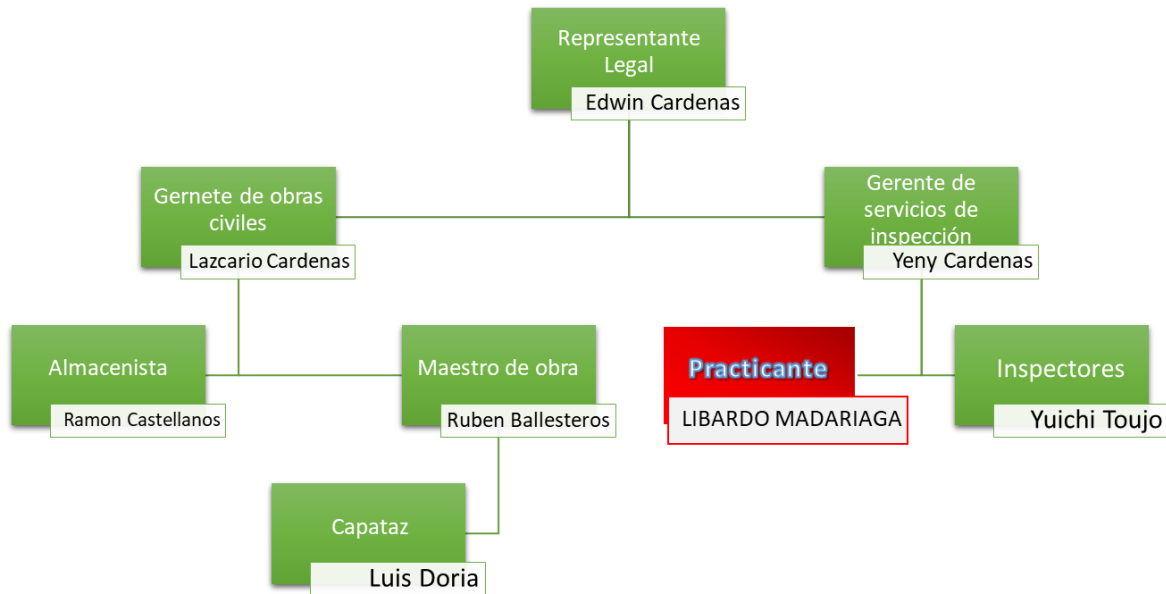 Representante
Legal
Edwin Cardenas
Gernete de obras
civiles
Lazcario Cardenas
Gerente de
servicios de
inspección
Yeny Cardenas
Almacenista
Ramon Castellanos
Maestro de obra
Ruben Ballesteros
Practicante
LIBARDO MADARIAGA
Inspectores
Yuichi Toujo
Capataz
Luis Doria